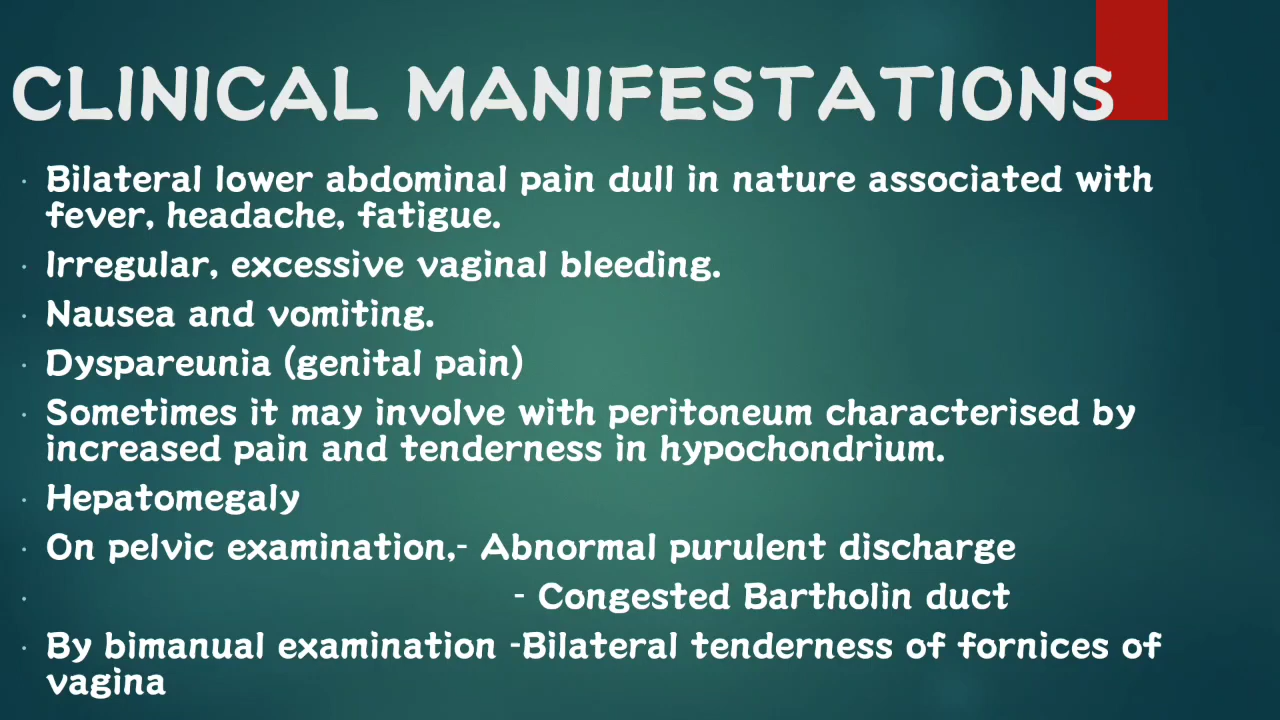 CLINICAL MANIFESTATIONS
· Bilateral lower abdominal pain dull in nature associated with
fever, headache, fatigue.
· Irregular, excessive vaginal bleeding.
· Nausea and vomiting.
· Dyspareunia (genital pain)
· Sometimes it may involve with peritoneum characterised by
increased pain and tenderness in hypochondrium.
· Hepatomegaly
· On pelvic examination,- Abnormal purulent discharge
· - Congested Bartholin duct
· By bimanual examination -Bilateral tenderness of fornices of
vagina